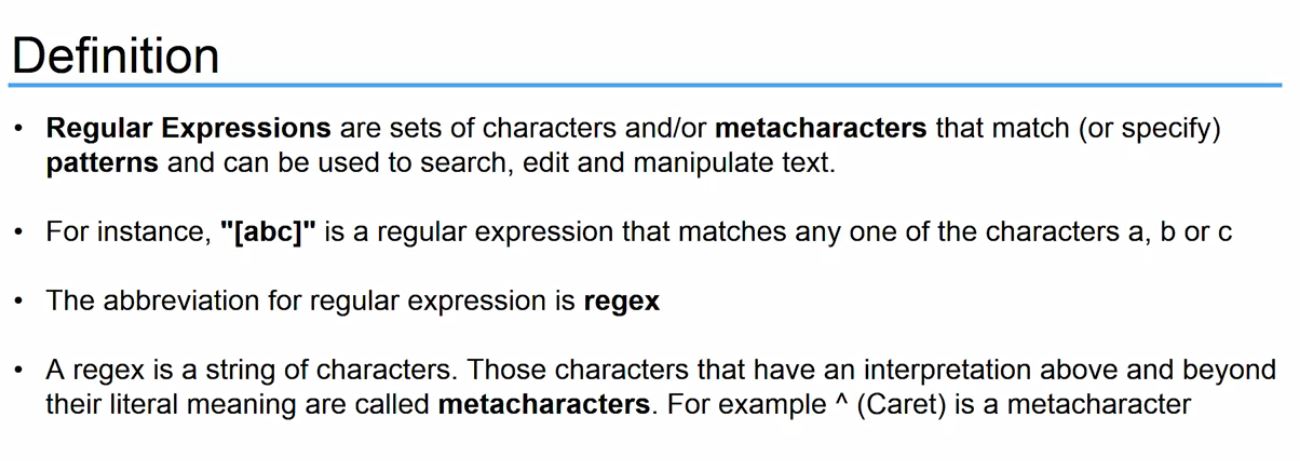 Definition
• Regular Expressions are sets of characters and/or metacharacters that match (or specify)
patterns and can be used to search, edit and manipulate text.
• For instance, "[abc]" is a regular expression that matches any one of the characters a, b or c
• The abbreviation for regular expression is regex
• A regex is a string of characters. Those characters that have an interpretation above and beyond
their literal meaning are called metacharacters. For example ^ (Caret) is a metacharacter